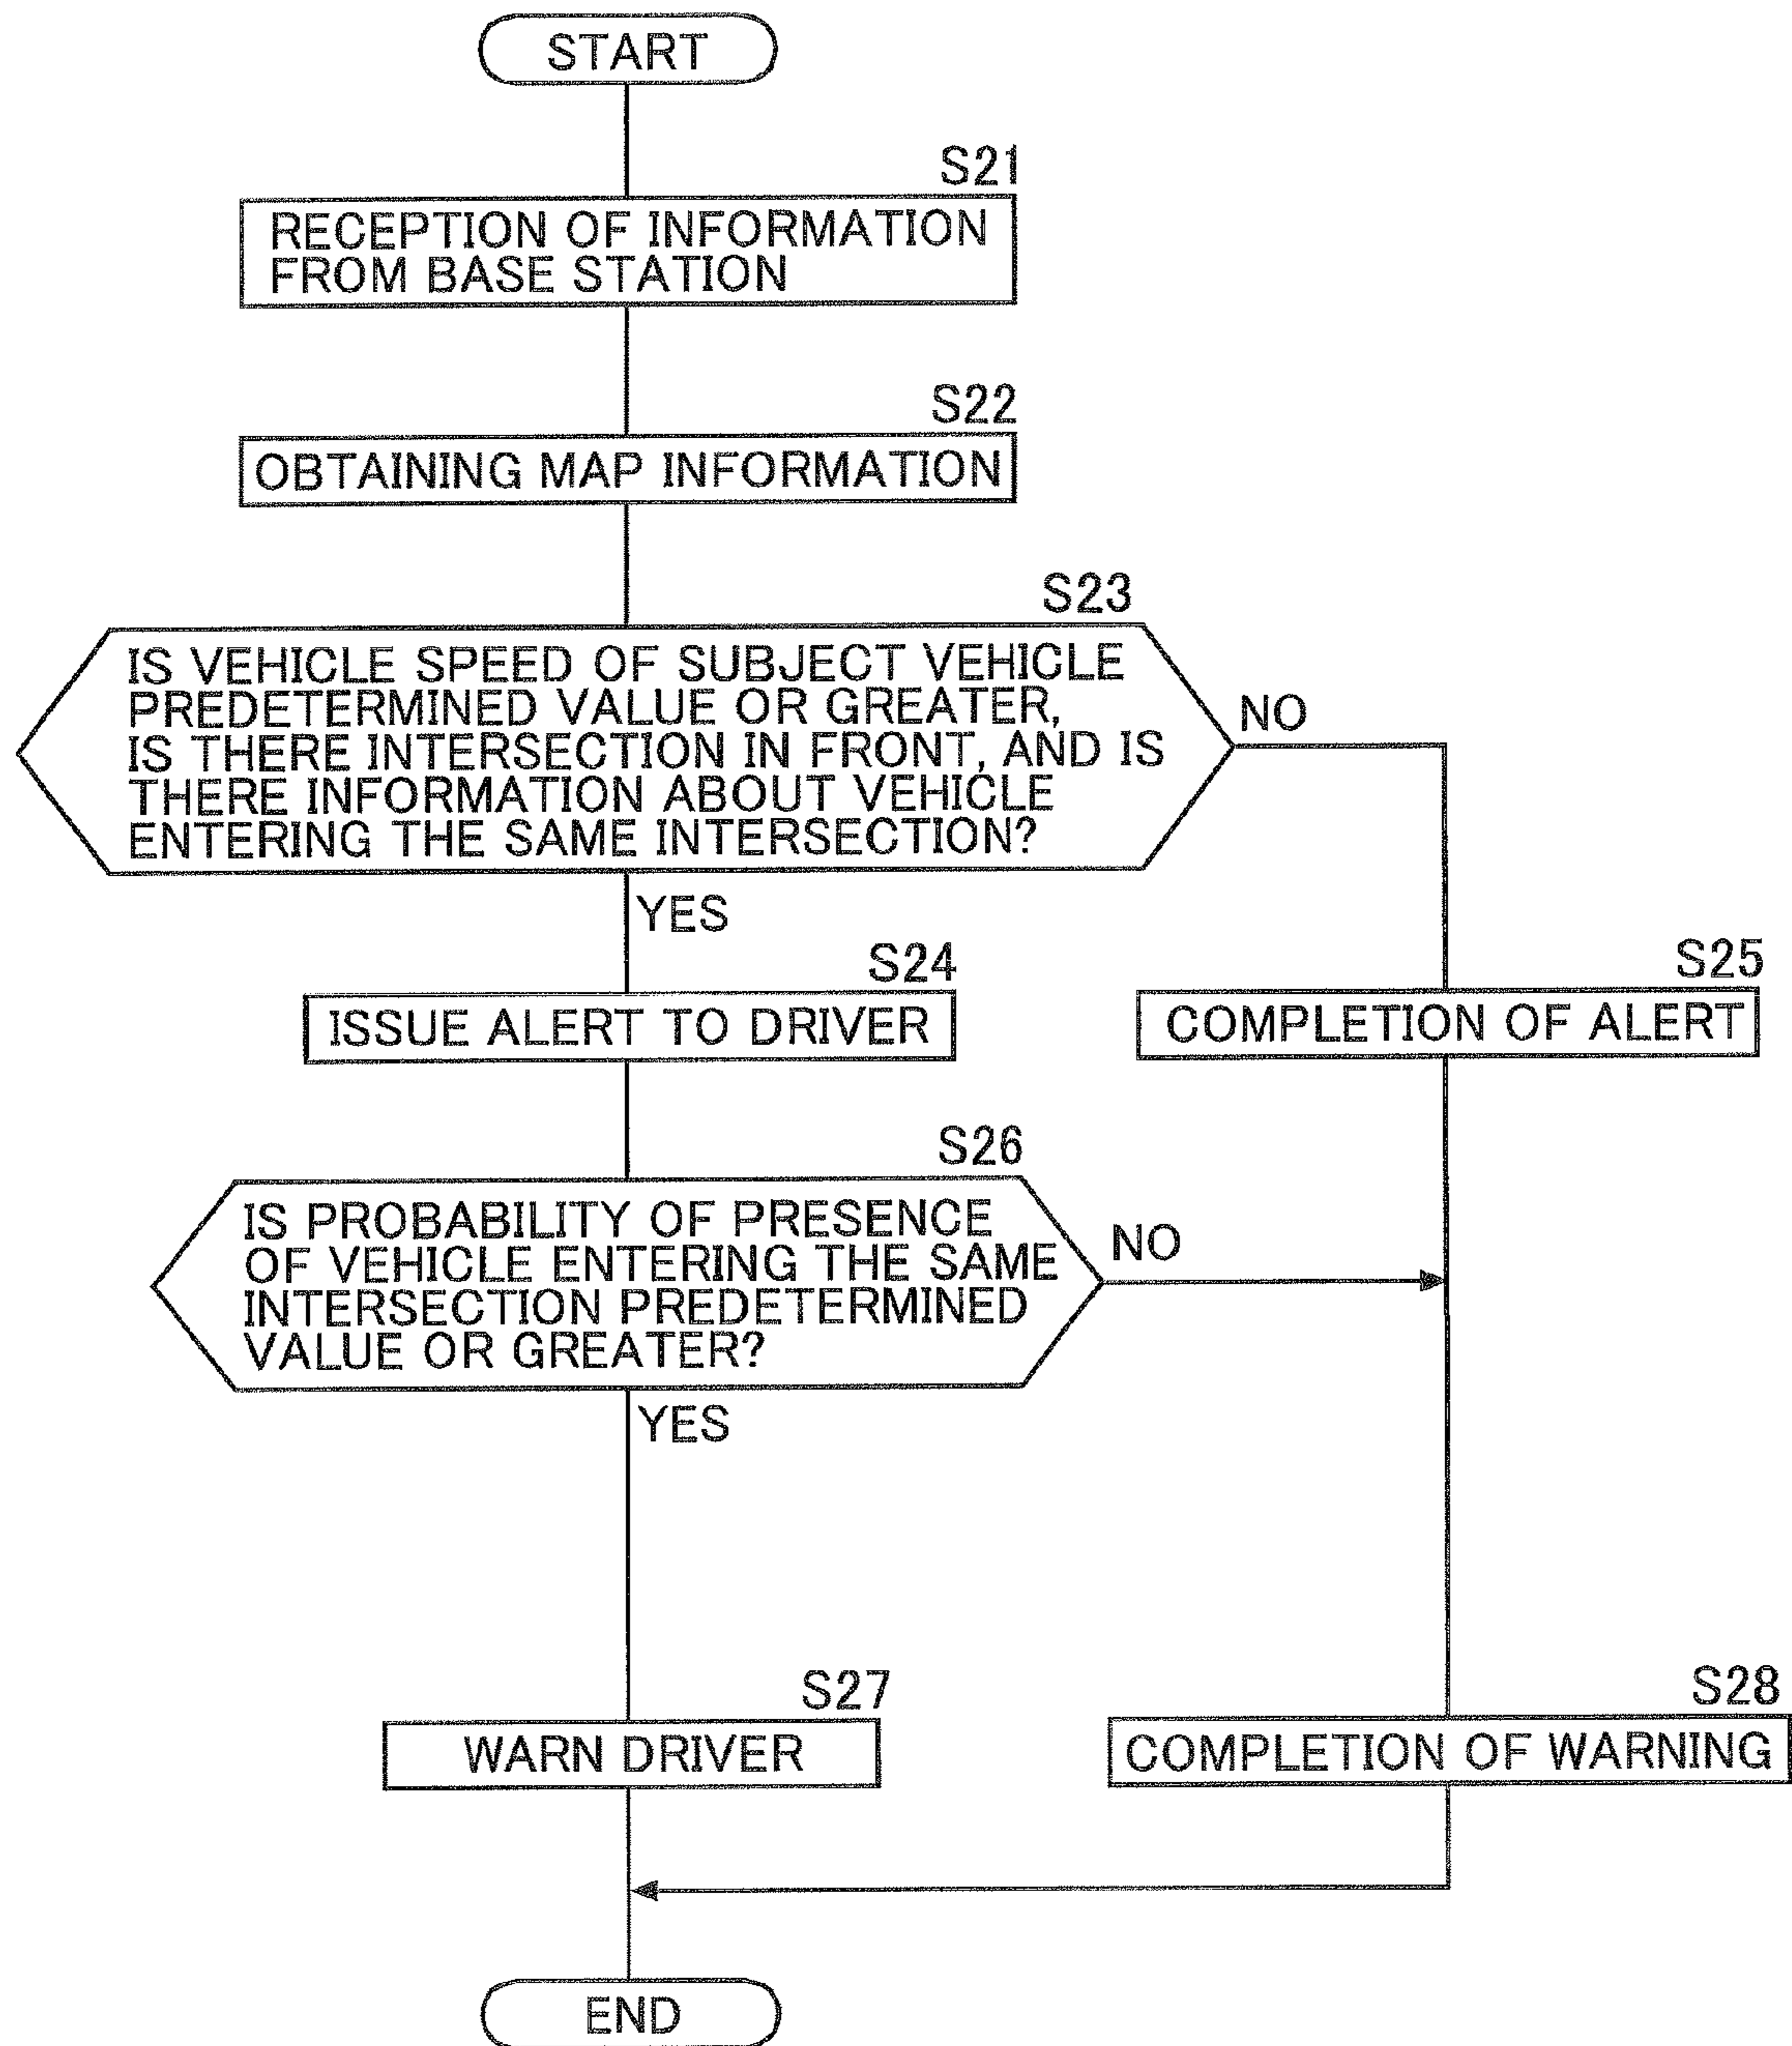 START
S21
RECEPTION OF INFORMATION
FROM BASE STATION
S22
OBTAINING MAP INFORMATION
S23
IS VEHICLE SPEED OF SUBJECT VEHICLE
PREDETERMINED VALUE OR GREATER,
IS THERE INTERSECTION IN FRONT, AND IS
THERE INFORMATION ABOUT VEHICLE
ENTERING THE SAME INTERSECTION?
NO
YES
S24
ISSUE ALERT TO DRIVER
S25
COMPLETION OF ALERT
S26
IS PROBABILITY OF PRESENCE
OF VEHICLE ENTERING THE SAME
INTERSECTION PREDETERMINED
VALUE OR GREATER?
NO
YES
S27
WARN DRIVER
S28
COMPLETION OF WARNING
END